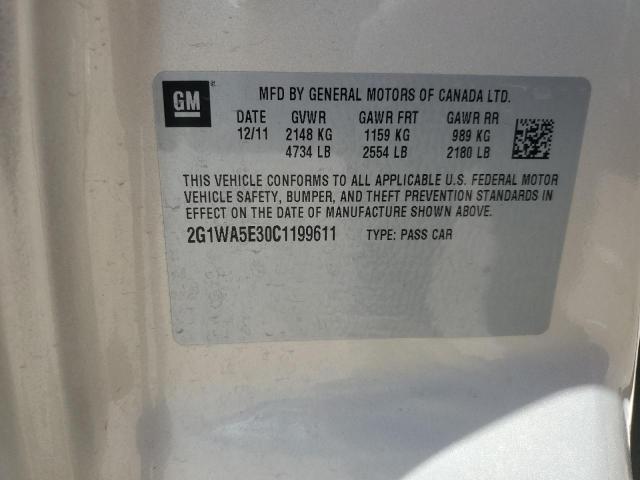 GM
MFD BY GENERAL MOTORS OF CANADA LTD.
DATE GVWR GAWR FRT GAWR RR
12/11 2148 KG 1159 KG 989 KG
4734 LB 2554 LB 2180 LB
THIS VEHICLE CONFORMS TO ALL APPLICABLE U.S. FEDERAL MOTOR
VEHICLE SAFETY, BUMPER, AND THEFT PREVENTION STANDARDS IN
EFFECT ON THE DATE OF MANUFACTURE SHOWN ABOVE.
2G1WA5E30C1199611 TYPE: PASS CAR